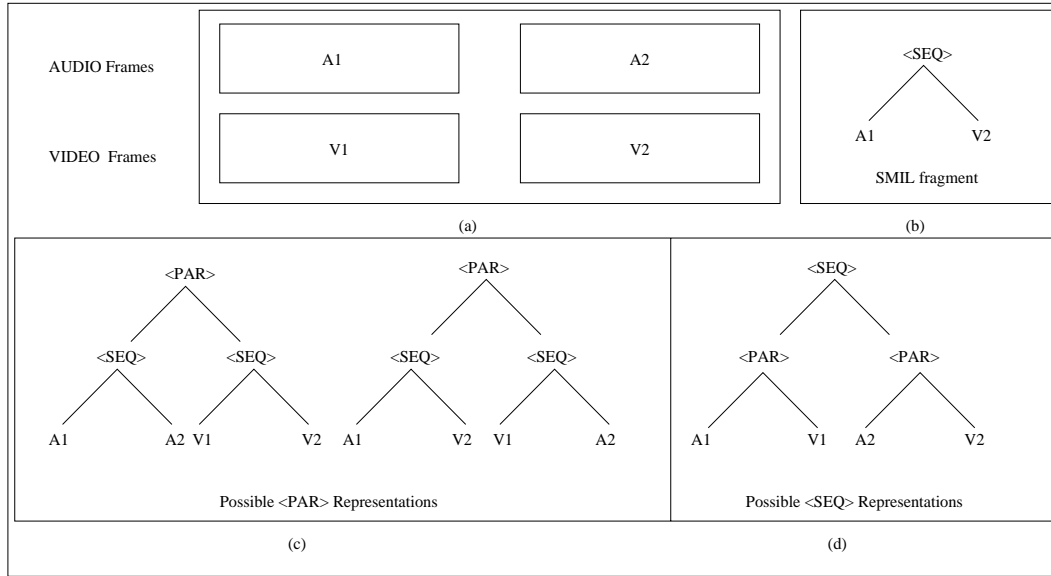 AUDIO Frames
A1
A2
VIDEO Frames
V1
V2
(a)
<SEQ>
A1
V2
SMIL fragment
(b)
<PAR>
<SEQ>
<SEQ>
A1
A2
V1
V2
<PAR>
<SEQ>
<SEQ>
A1
V2
V1
A2
Possible <PAR> Representations
(c)
<SEQ>
<PAR>
<PAR>
A1
V1
A2
V2
Possible <SEQ> Representations
(d)